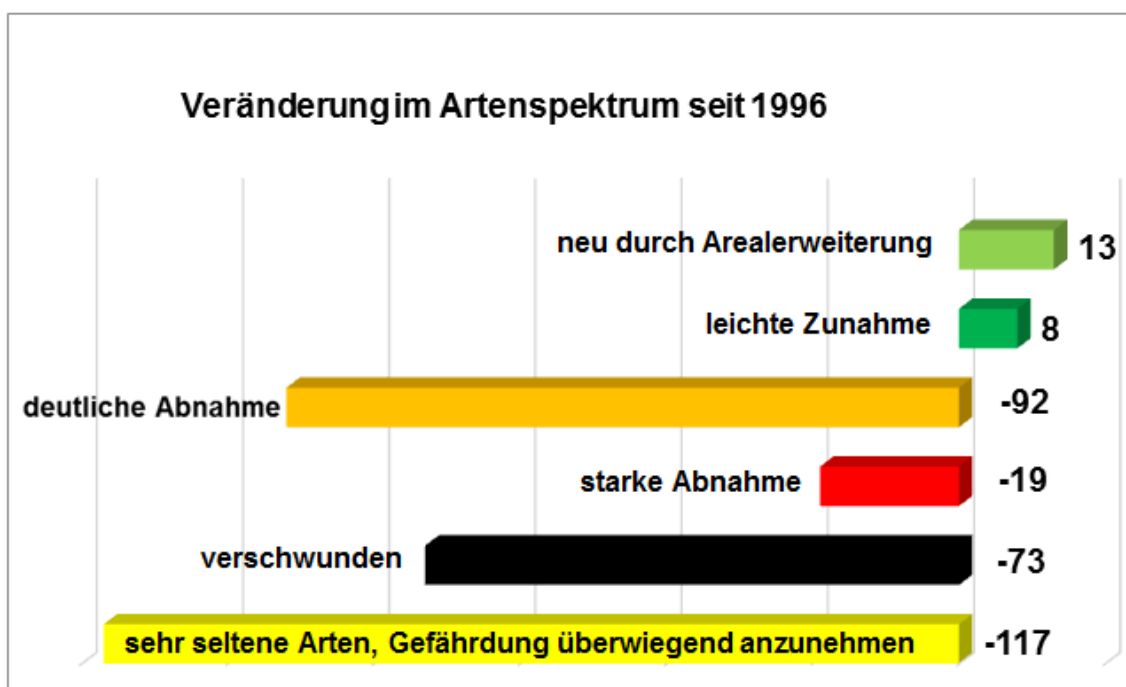 Veränderung im Artenspektrum seit 1996
neu durch Arealerweiterung 13
leichte Zunahme 8
deutliche Abnahme -92
starke Abnahme -19
verschwunden -73
sehr seltene Arten, Gefährdung überwiegend anzunehmen -117